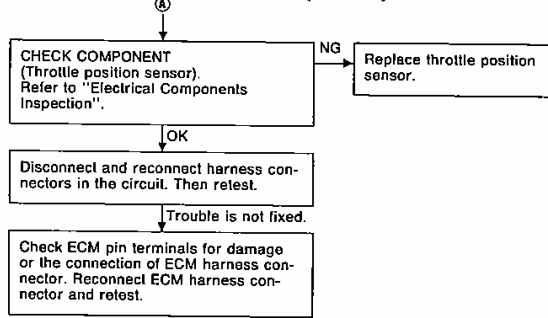 A
CHECK COMPONENT
(Throttle position sensor).
Refer to "Electrical Components
Inspection".
NG
Replace throttle position
sensor.
OK
Disconnect and reconnect harness con-
nectors in the circuit. Then retest.
Trouble is not fixed.
Check ECM pin terminals for damage
or the connection of ECM harness con-
nector. Reconnect ECM harness con-
nector and retest.